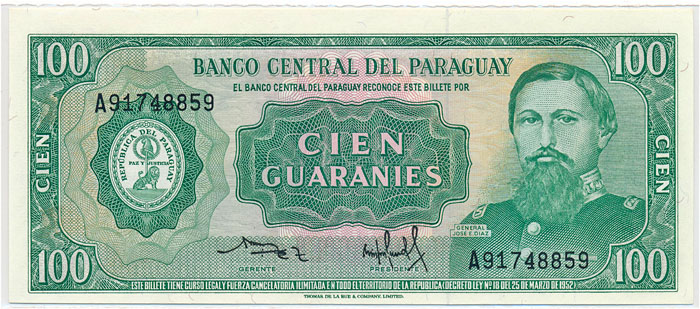 100
100
BANCO CENTRAL DEL PARAGUAY
EL BANCO CENTRAL DEL PARAGUAY RECONOCE ESTE BILLETE POR
A91748859
CIEN
CIEN
REPÚBLICA DEL PARAGUAY
PAZ Y JUSTICIA
CIEN
GUARANIES
GENERAL
JOSE E. DIAZ
A91748859
GERENTE
PRESIDENTE
100
100
ESTE BILLETE TIENE CURSO LEGAL Y FUERZA CANCELATORIA ILIMITADA EN TODO EL TERRITORIO DE LA REPUBLICA (DECRETO LEY Nº 18 DEL 25 DE MARZO DE 1952)
THOMAS DE LA RUE & COMPANY, LIMITED.